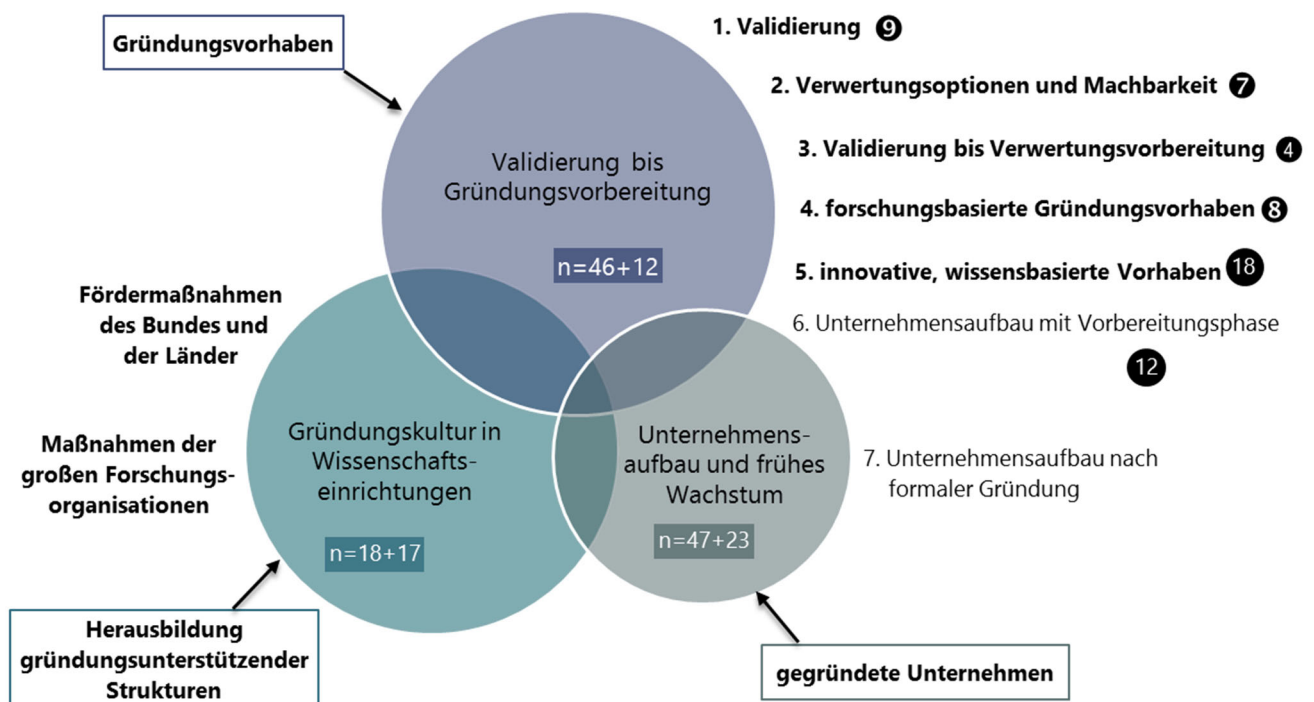 Gründungsvorhaben
1. Validierung 9
2. Verwertungsoptionen und Machbarkeit 7
3. Validierung bis Verwertungsvorbereitung 4
4. forschungsbasierte Gründungsvorhaben 8
5. innovative, wissensbasierte Vorhaben 18
6. Unternehmensaufbau mit Vorbereitungsphase
12
7. Unternehmensaufbau nach
formaler Gründung
Validierung bis
Gründungsvorbereitung
n=46+12
Fördermaßnahmen
des Bundes und
der Länder
Maßnahmen der
großen Forschungs-
organisationen
Gründungskultur in
Wissenschafts-
einrichtungen
n=18+17
Unternehmens-
aufbau und frühes
Wachstum
n=47+23
Herausbildung
gründungsunterstützender
Strukturen
gegründete Unternehmen